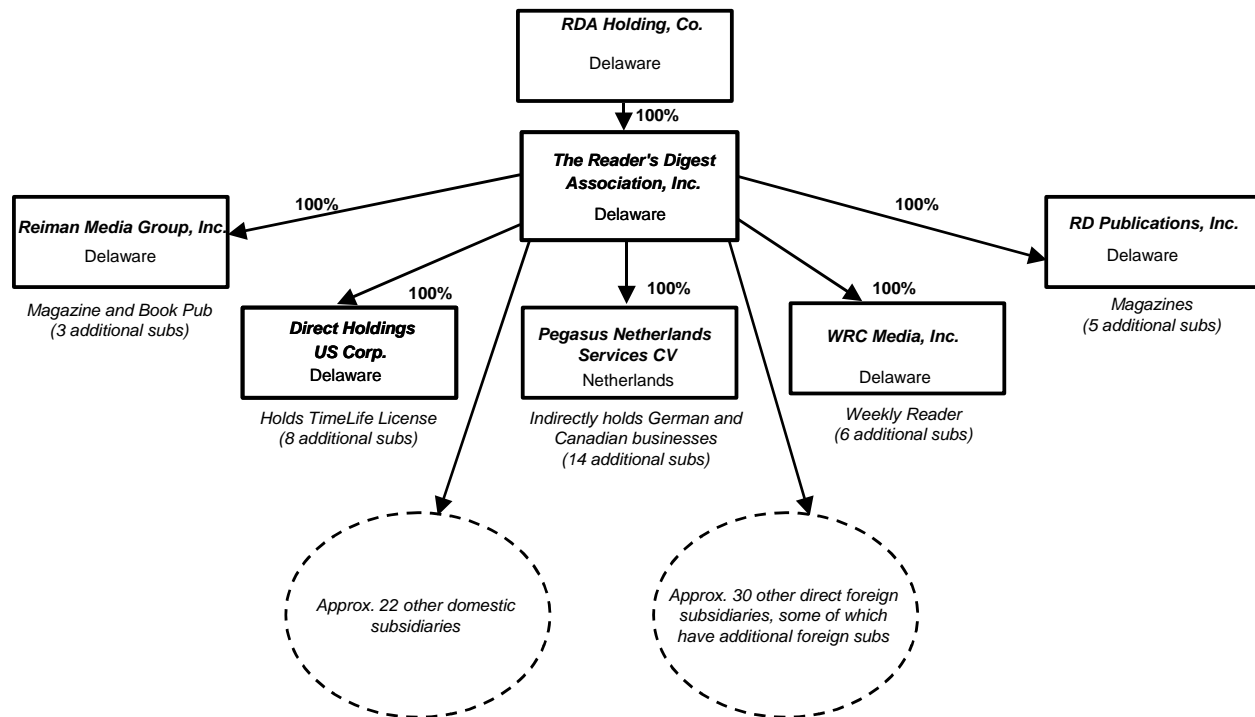 RDA Holding, Co.
Delaware
100%
The Reader's Digest
Association, Inc.
Delaware
100%
Reiman Media Group, Inc.
Delaware
Magazine and Book Pub
(3 additional subs)
100%
RD Publications, Inc.
Delaware
Magazines
(5 additional subs)
100%
Direct Holdings
US Corp.
Delaware
Holds TimeLife License
(8 additional subs)
100%
Pegasus Netherlands
Services CV
Netherlands
Indirectly holds German and
Canadian businesses
(14 additional subs)
100%
WRC Media, Inc.
Delaware
Weekly Reader
(6 additional subs)
Approx. 22 other domestic
subsidiaries
Approx. 30 other direct foreign
subsidiaries, some of which
have additional foreign subs